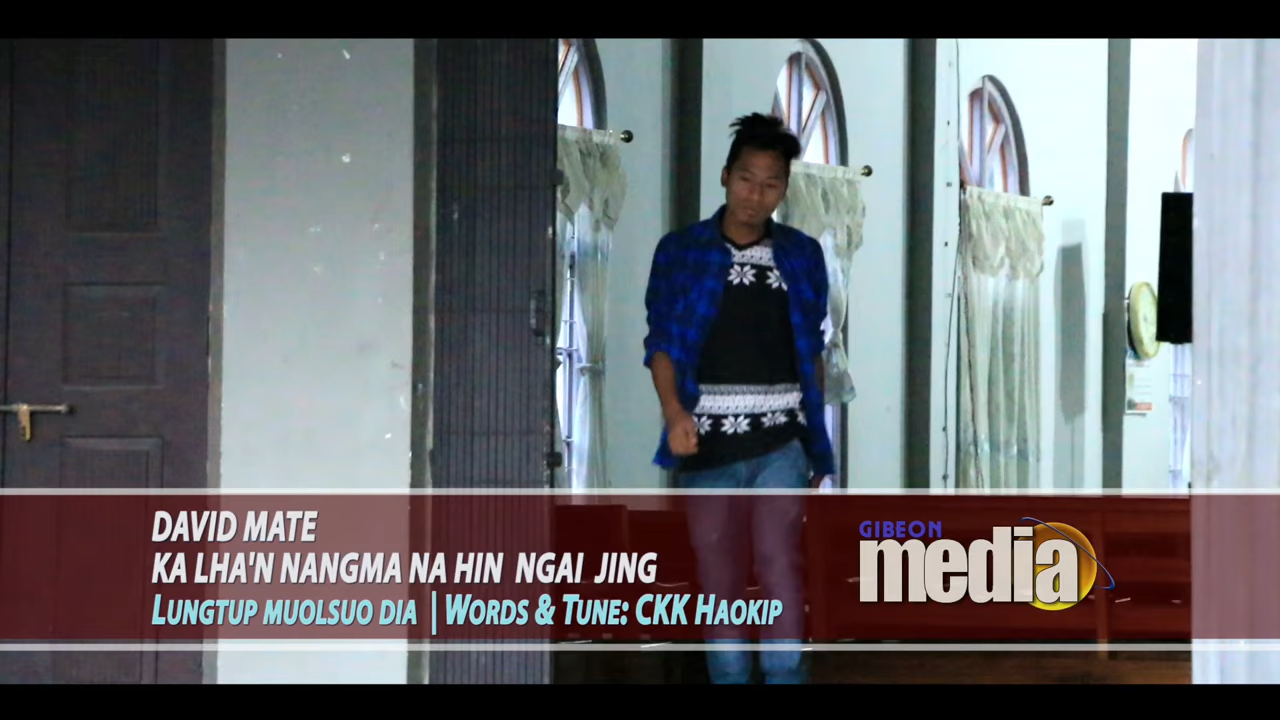 DAVID MATE
KA LHA'N NANGMA NA HIN NGAI JING
LUNGTUP MUOLSUO DIA | WORDS & TUNE: CKK HAOKIP
GIBEON
media